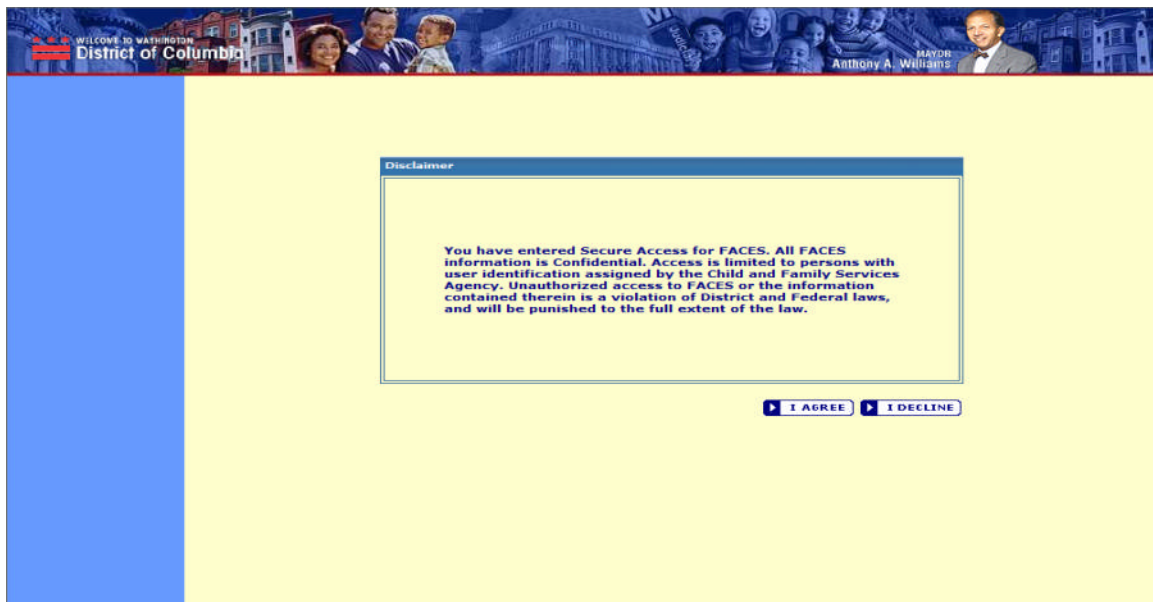 WELCOME TO WASHINGTON
District of Columbia
MAYOR
Anthony A. Williams
Disclaimer
You have entered Secure Access for FACES. All FACES
information is Confidential. Access is limited to persons with
user identification assigned by the Child and Family Services
Agency. Unauthorized access to FACES or the information
contained therein is a violation of District and Federal laws,
and will be punished to the full extent of the law.
I AGREE
I DECLINE